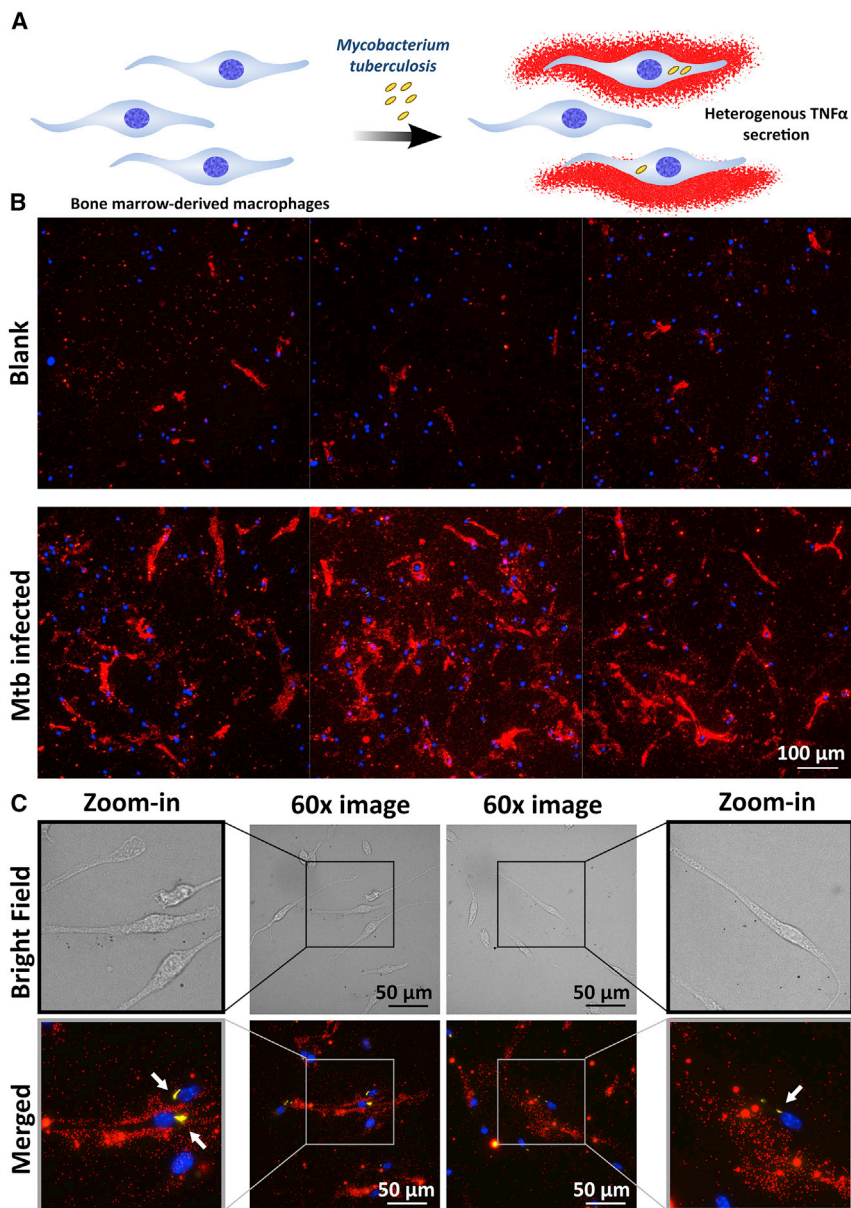 A
Mycobacterium
tuberculosis
Heterogenous TNFα
secretion
Bone marrow-derived macrophages
B
Blank
Mtb infected
100 µm
C
Zoom-in
60x image
60x image
Zoom-in
Bright Field
50 µm
50 µm
Merged
50 µm
50 µm